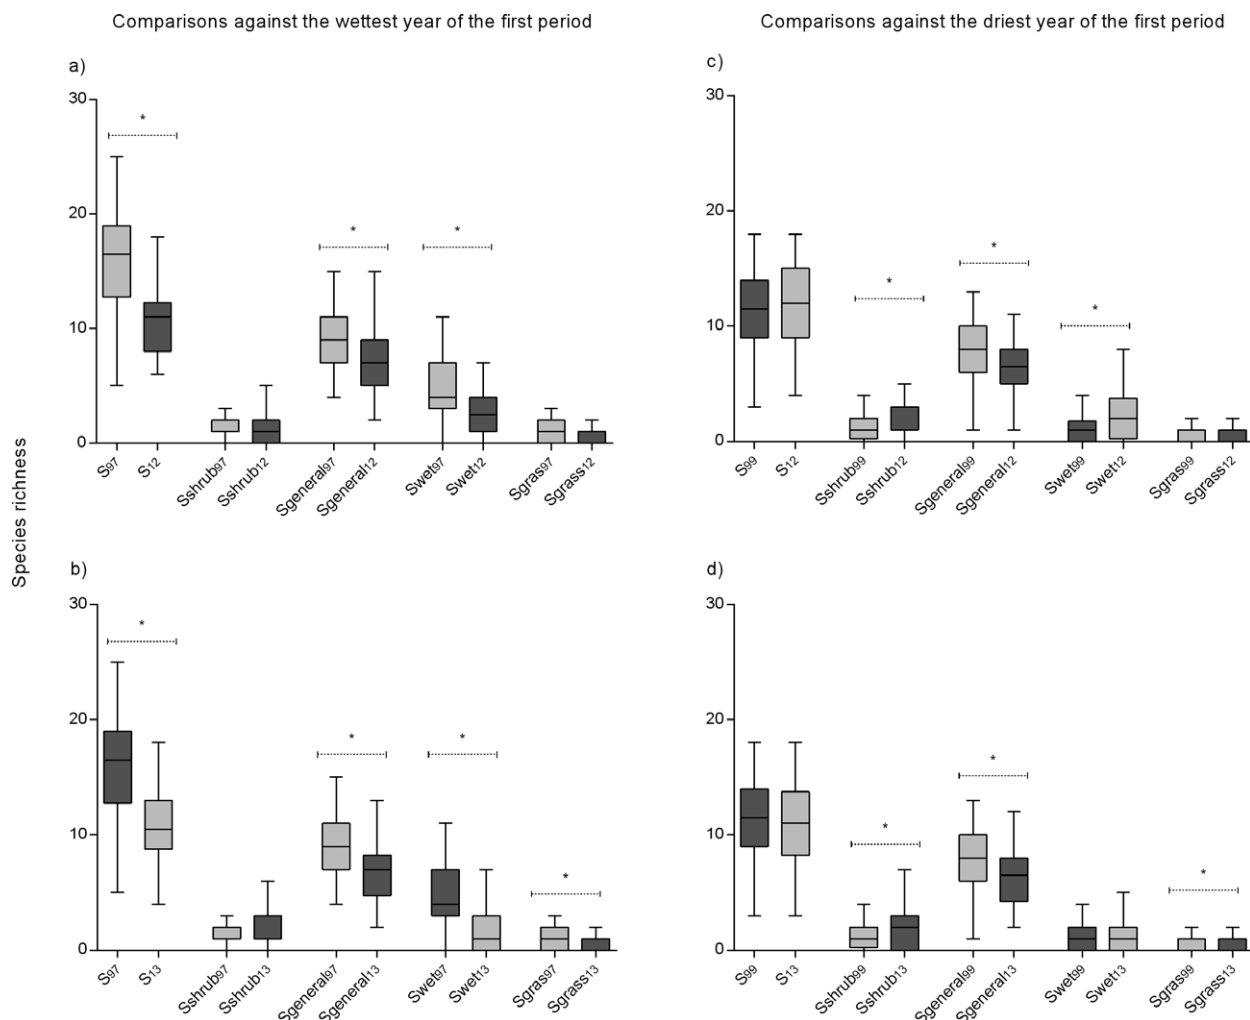 Comparisons against the wettest year of the first period
Comparisons against the driest year of the first period
Species richness
a)
30
20
10
0
*
*
*
S97
S12
Sshrub97
Sshrub12
Sgeneral97
Sgeneral12
Swet97
Swet12
Sgras97
Sgrass12
c)
30
20
10
0
*
*
*
S99
S12
Sshrub99
Sshrub12
Sgeneral99
Sgeneral12
Swet99
Swet12
Sgras99
Sgrass12
b)
30
20
10
0
*
*
*
*
S97
S13
Sshrub97
Sshrub13
Sgeneral97
Sgeneral13
Swet97
Swet13
Sgras97
Sgrass13
d)
30
20
10
0
*
*
*
S99
S13
Sshrub99
Sshrub13
Sgeneral99
Sgeneral13
Swet99
Swet13
Sgras99
Sgrass13